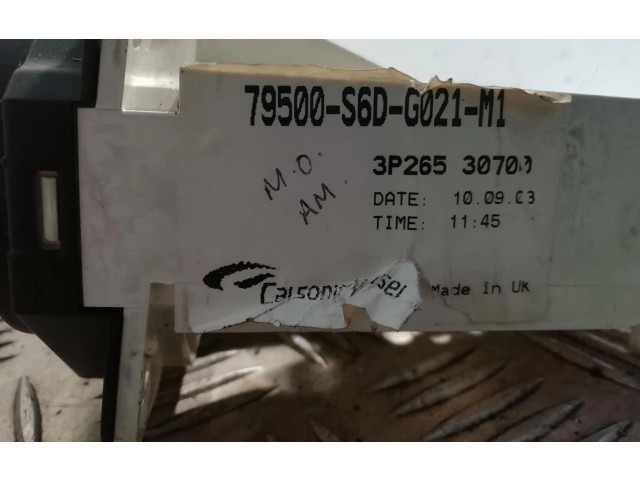 79500-S6D-G021-M1
M.O.
AM.
3P265 30700
DATE: 10.09.03
TIME: 11:45
Made in UK